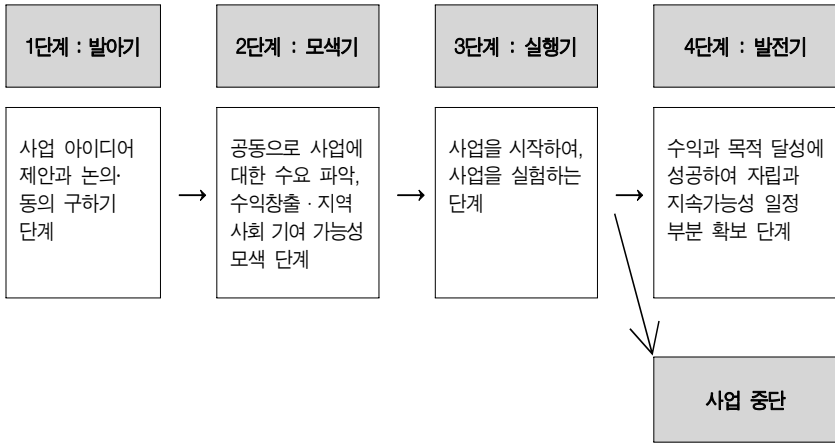 1단계 : 발아기
2단계 : 모색기
3단계 : 실행기
4단계 : 발전기
사업 아이디어
제안과 논의·
동의 구하기
단계
→
공동으로 사업에
대한 수요 파악,
수익창출 · 지역
사회 기여 가능성
모색 단계
→
사업을 시작하여,
사업을 실험하는
단계
→
수익과 목적 달성에
성공하여 자립과
지속가능성 일정
부분 확보 단계
사업 중단